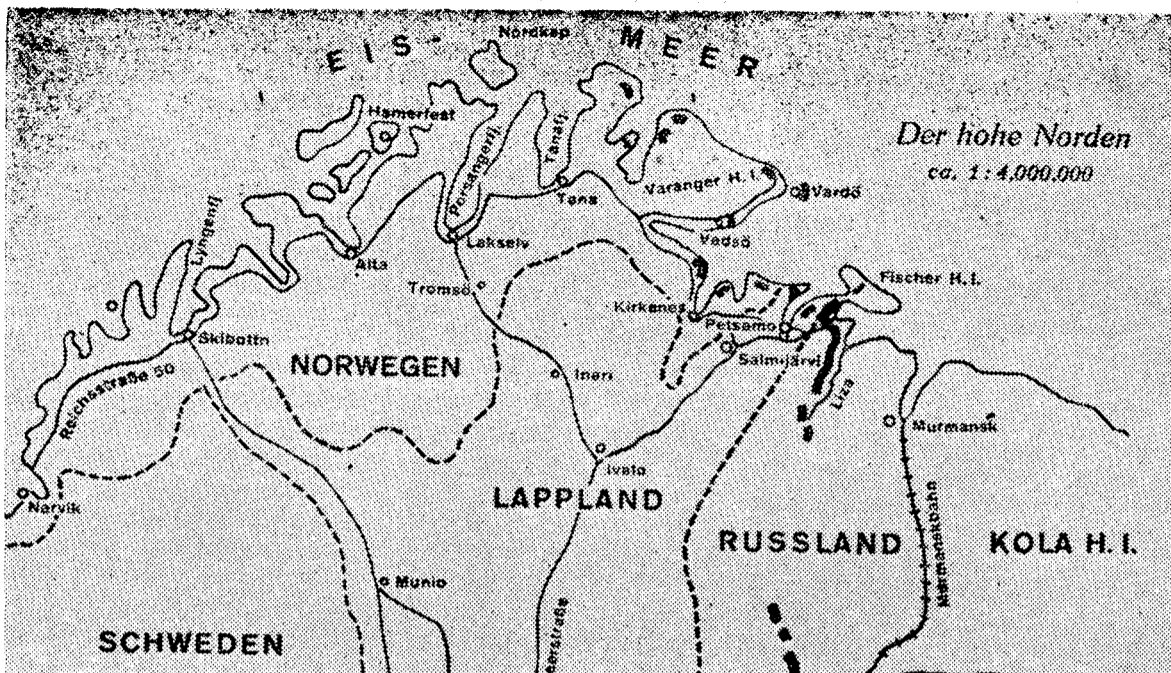 EIS-MEER
Nordkap
Hamerfest
Porsangerfj.
Tanafj.
Der hohe Norden
ca. 1:4,000.000
Varanger H.I.
Vardö
Tana
Vadsö
Lyngenfj
Lakselv
Alta
Tromsö
Fischer H.I.
Kirkenes
Petsamo
Skibottn
Salmijärvi
NORWEGEN
Inari
Liza
Reichsstraße 50
Murmansk
Ivalo
Narvik
LAPPLAND
RUSSLAND
KOLA H.I.
Murmanskbahn
Munio
SCHWEDEN
eerstraße